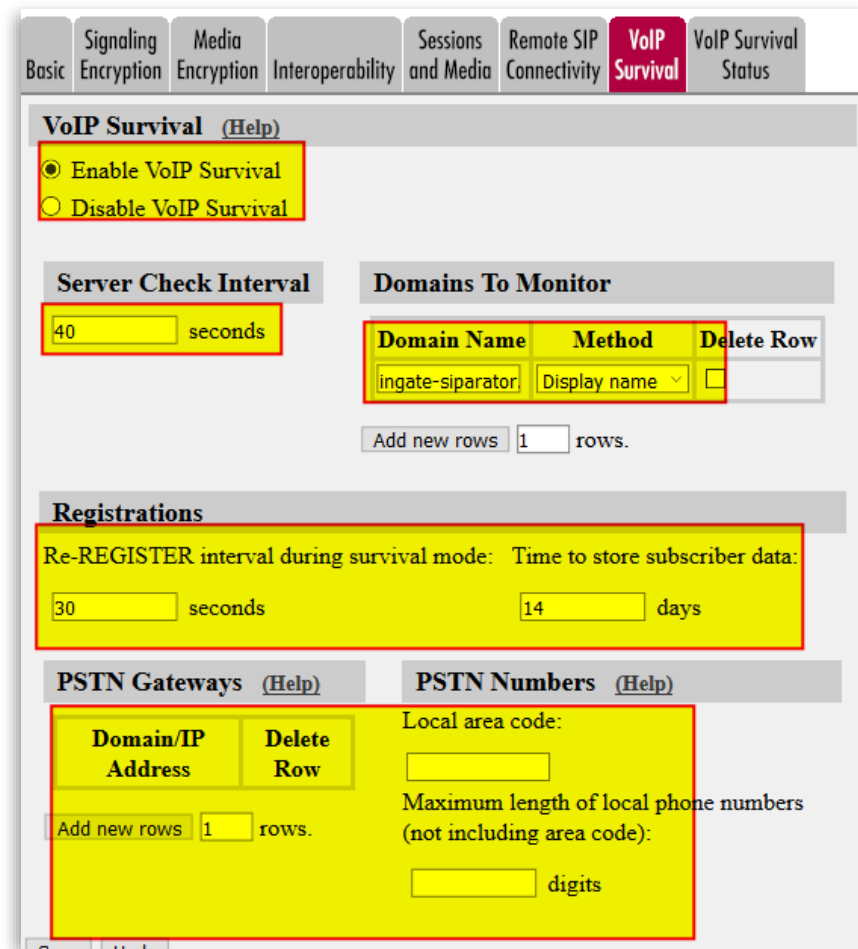 Basic Signaling Encryption Media Encryption Interoperability Sessions and Media Remote SIP Connectivity VoIP Survival VoIP Survival Status
VoIP Survival (Help)
Enable VoIP Survival
Disable VoIP Survival
Server Check Interval
40 seconds
Domains To Monitor
Domain Name Method Delete Row
ingate-siparator. Display name
Add new rows 1 rows.
Registrations
Re-REGISTER interval during survival mode: Time to store subscriber data:
30 seconds 14 days
PSTN Gateways (Help)
Domain/IP Address Delete Row
Add new rows 1 rows.
PSTN Numbers (Help)
Local area code:
Maximum length of local phone numbers
(not including area code):
digits